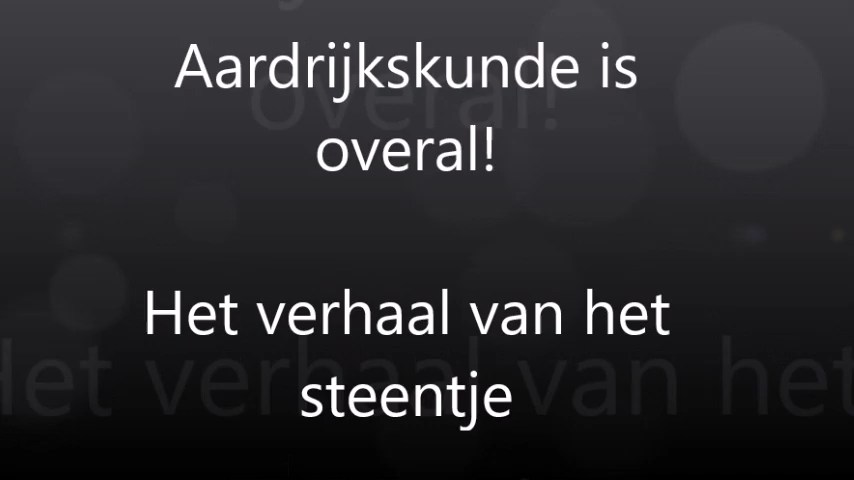 Aardrijkskunde is
overal!
Het verhaal van het
steentje